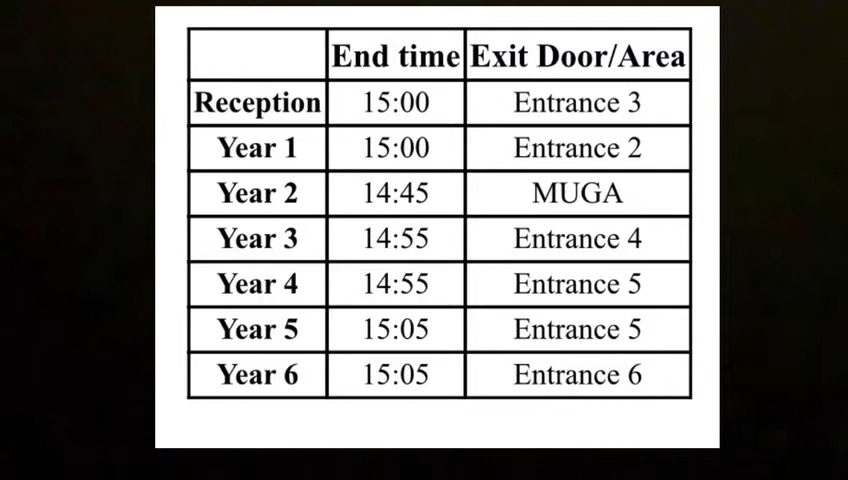 End time Exit Door/Area
Reception 15:00 Entrance 3
Year 1 15:00 Entrance 2
Year 2 14:45 MUGA
Year 3 14:55 Entrance 4
Year 4 14:55 Entrance 5
Year 5 15:05 Entrance 5
Year 6 15:05 Entrance 6